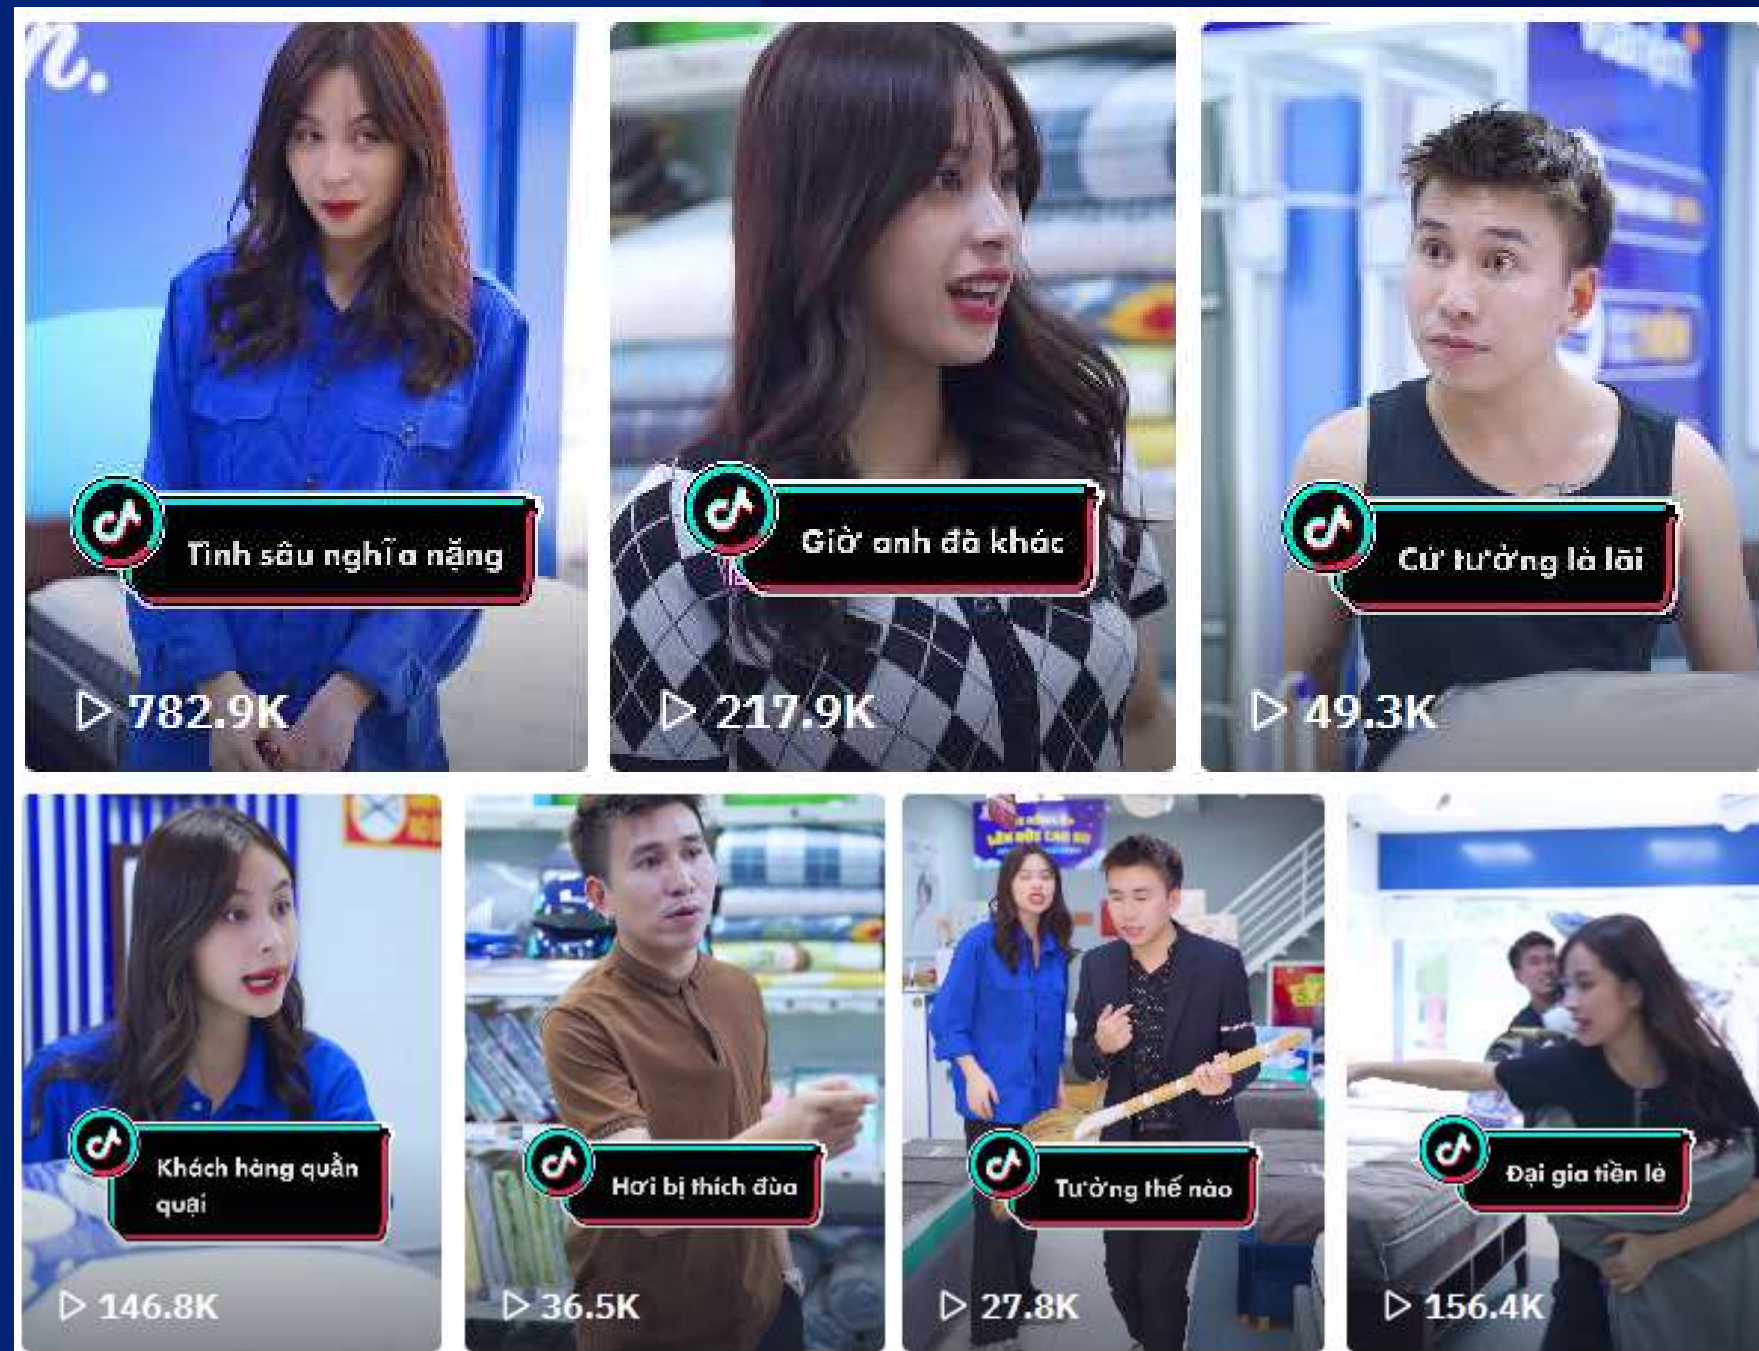 n.
Tình sâu nghĩa nặng
782.9K
Giờ anh đã khác
217.9K
Cứ tưởng là lãi
49.3K
Khách hàng quằn
quại
146.8K
Hơi bị thích đùa
36.5K
Tưởng thế nào
27.8K
Đại gia tiền lẻ
156.4K